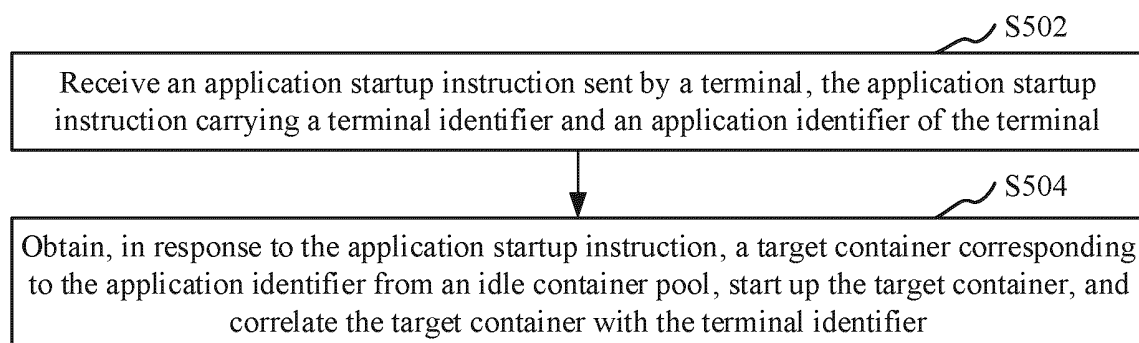 S502
Receive an application startup instruction sent by a terminal, the application startup
instruction carrying a terminal identifier and an application identifier of the terminal
S504
Obtain, in response to the application startup instruction, a target container corresponding
to the application identifier from an idle container pool, start up the target container, and
correlate the target container with the terminal identifier